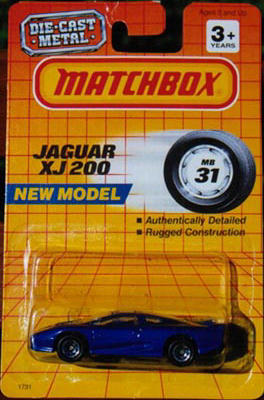 DIE-CAST
METAL
Ages 3 and Up
3+
YEARS
MATCHBOX
JAGUAR
XJ 200
MB
31
NEW MODEL
Authentically Detailed
Rugged Construction
1731